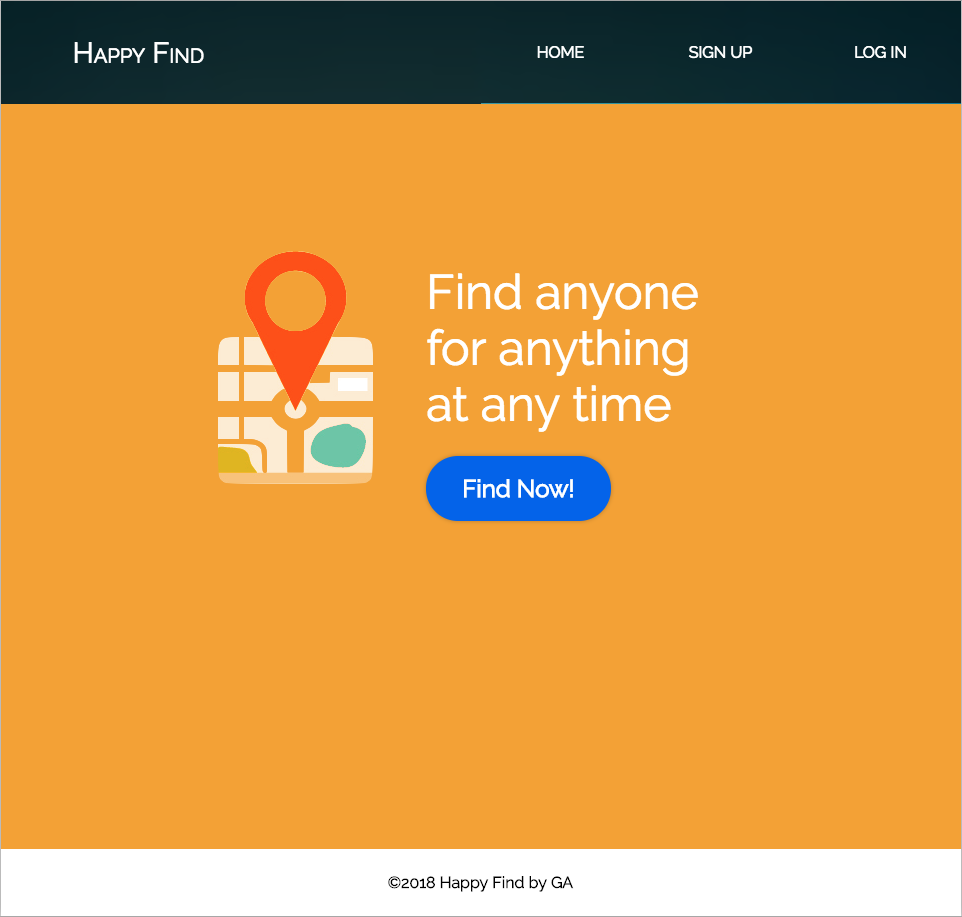 Happy Find
HOME
SIGN UP
LOG IN
Find anyone
for anything
at any time
Find Now!
©2018 Happy Find by GA